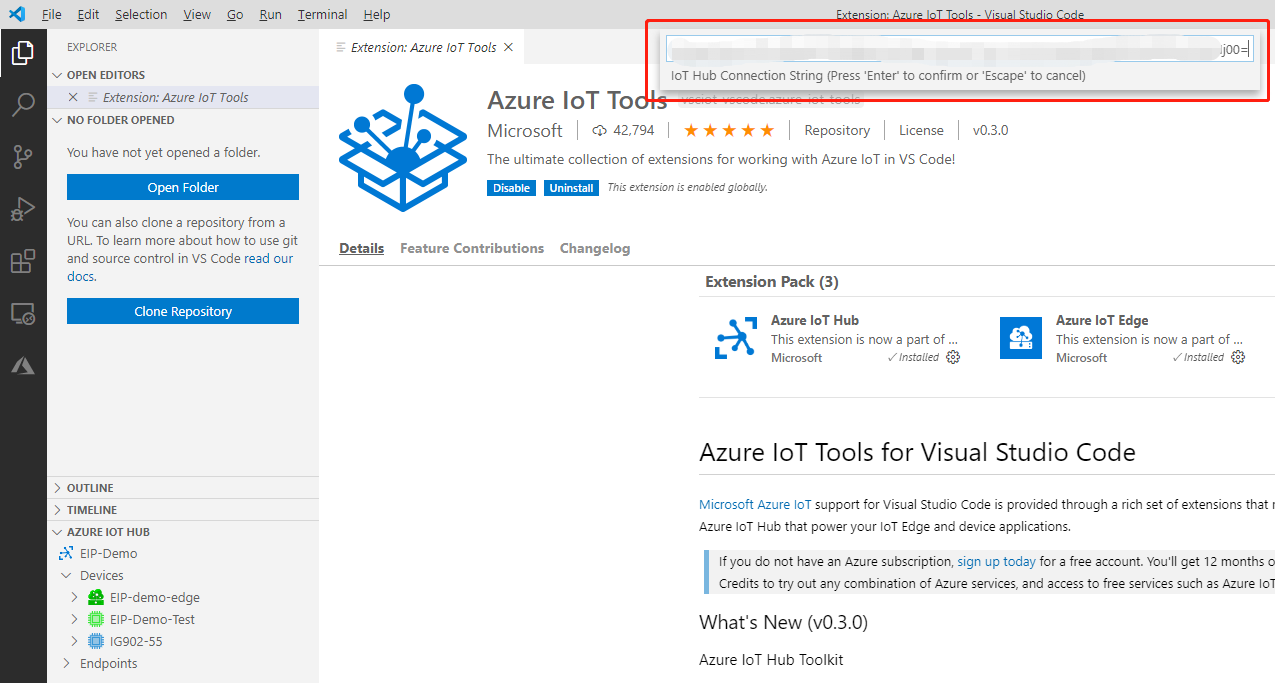 File Edit Selection View Go Run Terminal Help
Extension: Azure IoT Tools - Visual Studio Code
EXPLORER
OPEN EDITORS
Extension: Azure IoT Tools
NO FOLDER OPENED
You have not yet opened a folder.
Open Folder
You can also clone a repository from a
URL. To learn more about how to use git
and source control in VS Code read our
docs.
Clone Repository
OUTLINE
TIMELINE
AZURE IOT HUB
EIP-Demo
Devices
EIP-demo-edge
EIP-Demo-Test
IG902-55
Endpoints
Extension: Azure IoT Tools
j00=
IoT Hub Connection String (Press 'Enter' to confirm or 'Escape' to cancel)
Azure IoT Tools vsciot-vscode.azure-iot-tools
Microsoft 42,794 Repository License v0.3.0
The ultimate collection of extensions for working with Azure IoT in VS Code!
Disable Uninstall This extension is enabled globally.
Details Feature Contributions Changelog
Extension Pack (3)
Azure IoT Hub
This extension is now a part of ...
Microsoft ✓Installed
Azure IoT Edge
This extension is now a part of ...
Microsoft ✓Installed
Azure IoT Tools for Visual Studio Code
Microsoft Azure IoT support for Visual Studio Code is provided through a rich set of extensions that
Azure IoT Hub that power your IoT Edge and device applications.
If you do not have an Azure subscription, sign up today for a free account. You'll get 12 months
Credits to try out any combination of Azure services, and access to free services such as Azure IoT
What's New (v0.3.0)
Azure IoT Hub Toolkit